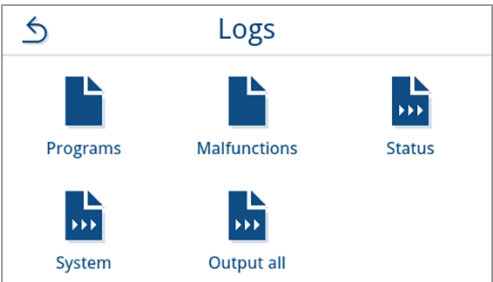 Logs
Programs
Malfunctions
Status
System
Output all